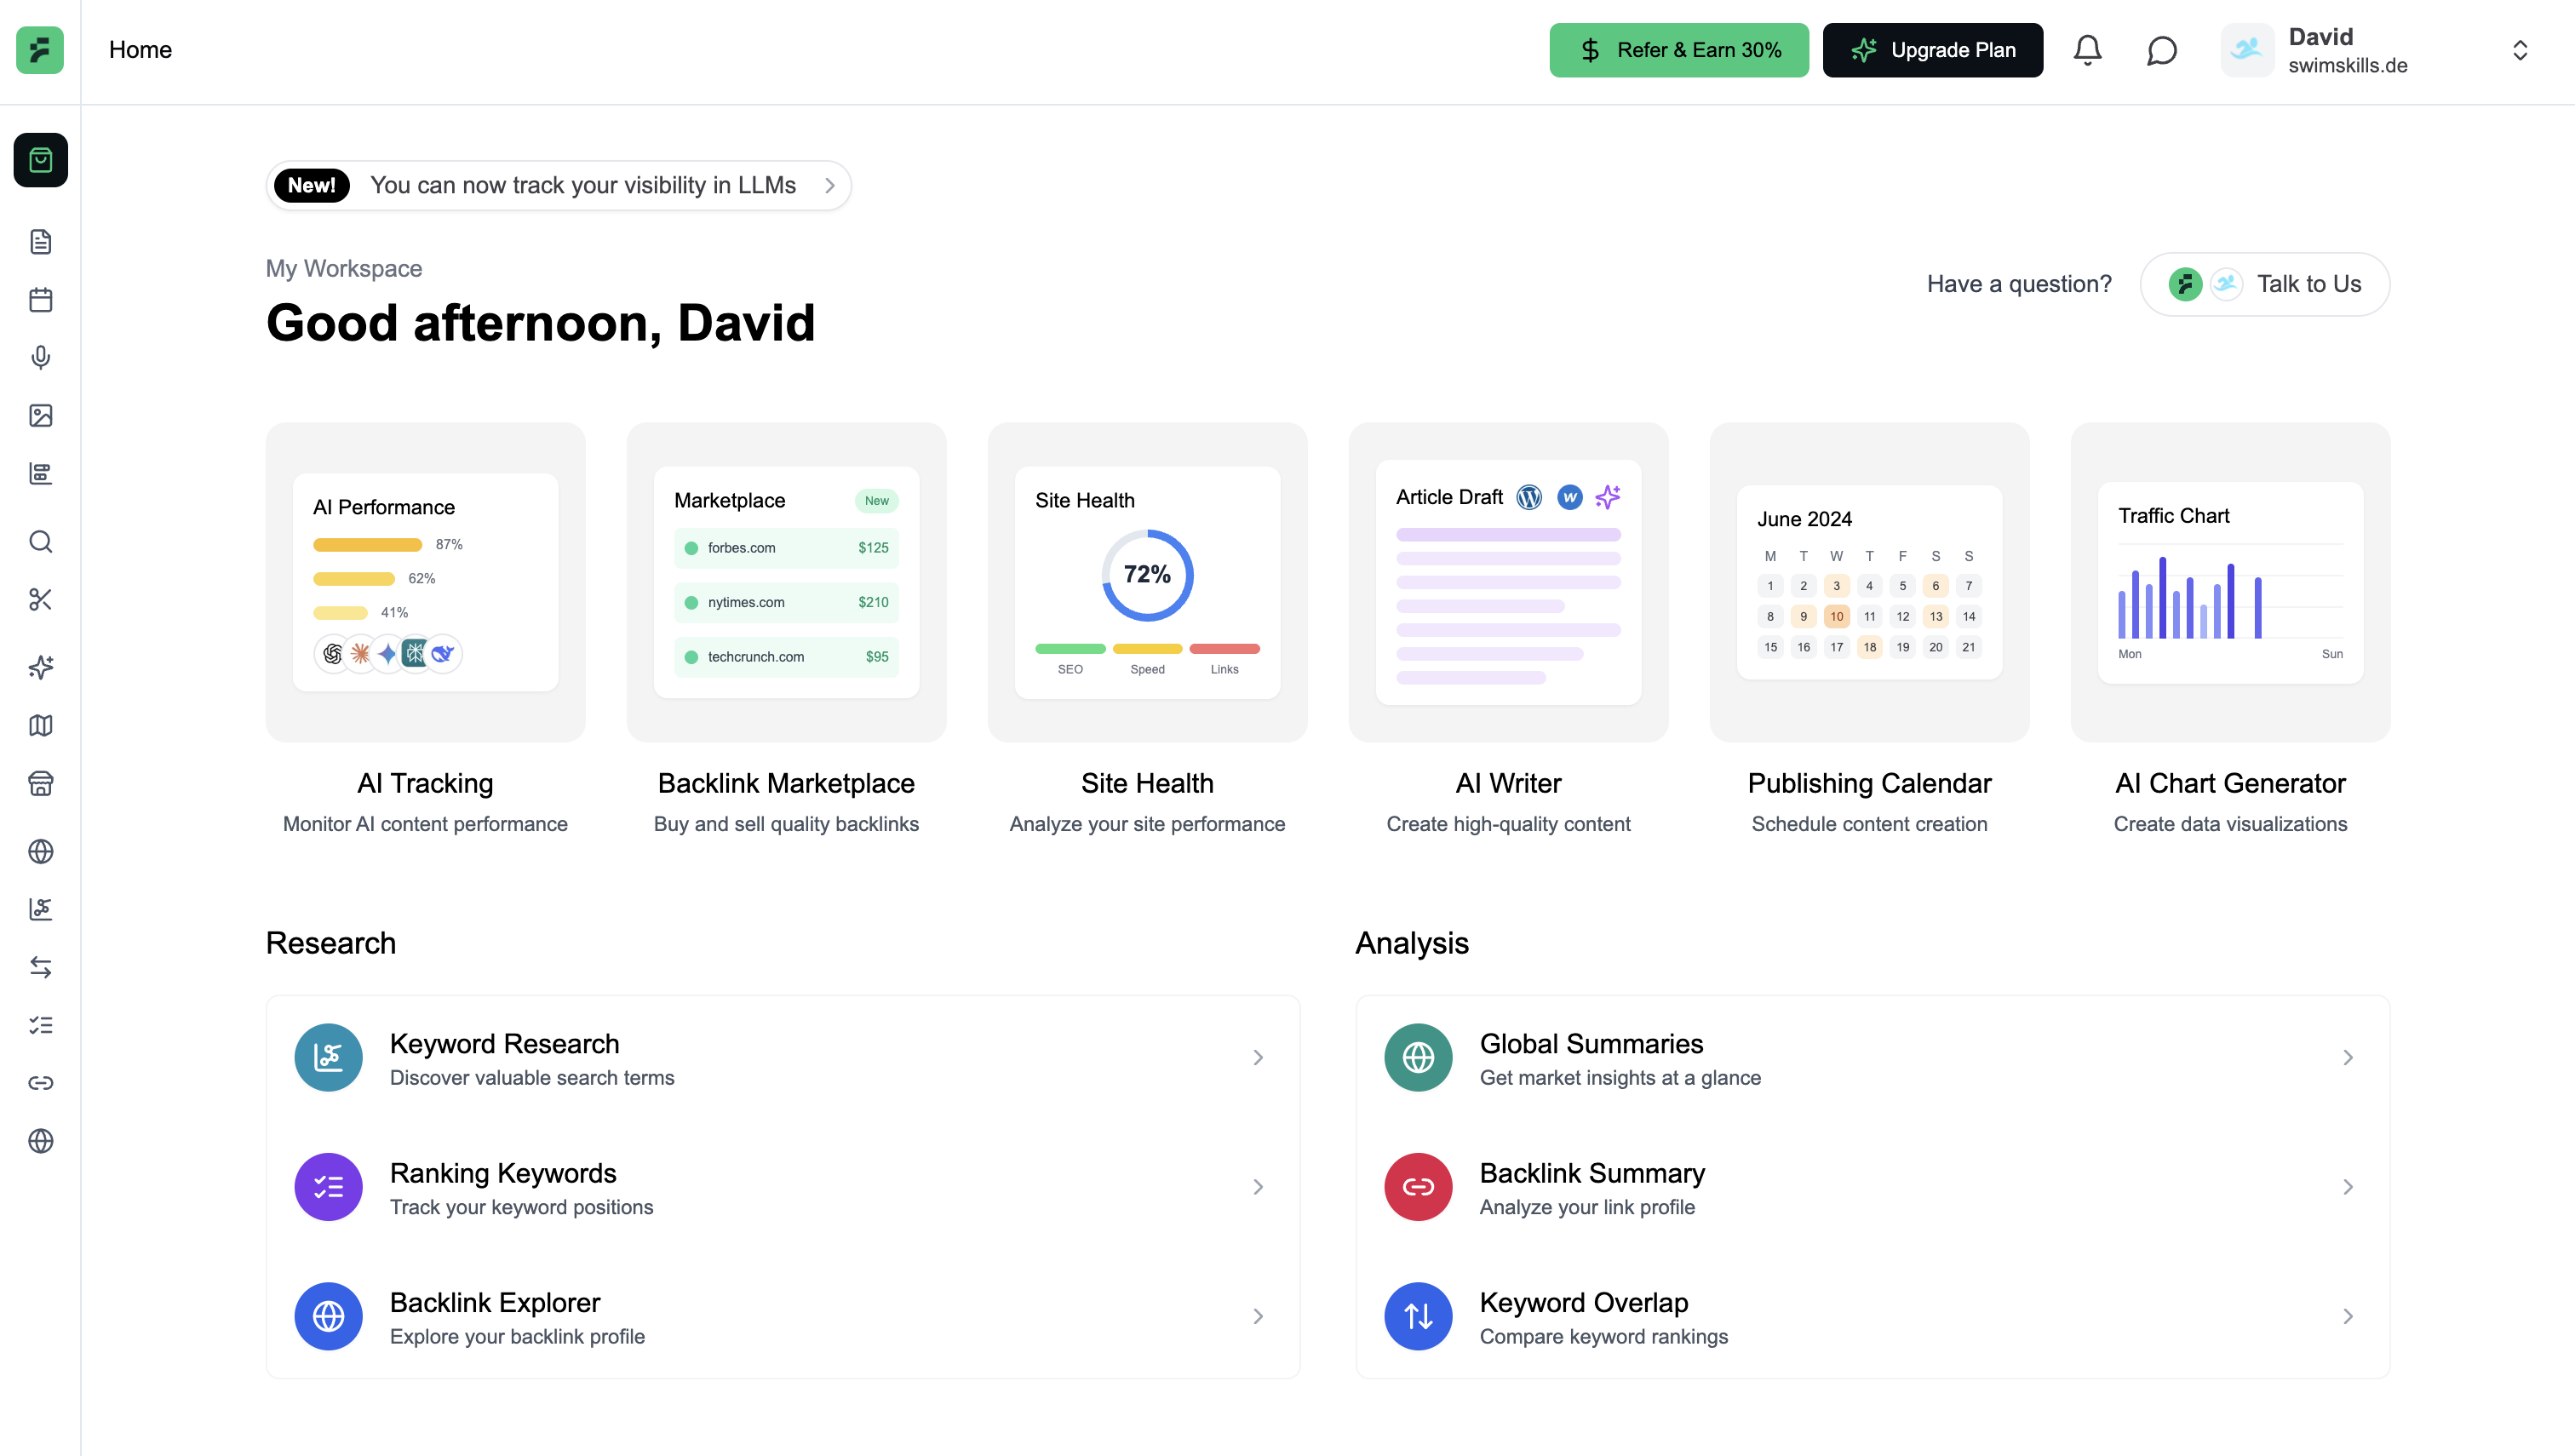 Home
Refer & Earn 30%
Upgrade Plan
David
swimskills.de
New!
You can now track your visibility in LLMs
My Workspace
Good afternoon, David
Have a question?
Talk to Us
AI Performance
87%
62%
41%
AI Tracking
Monitor AI content performance
Marketplace
New
forbes.com $125
nytimes.com $210
techcrunch.com $95
Backlink Marketplace
Buy and sell quality backlinks
Site Health
72%
SEO Speed Links
Site Health
Analyze your site performance
Article Draft
W
w
AI Writer
Create high-quality content
June 2024
M T W T F S S
1 2 3 4 5 6 7
8 9 10 11 12 13 14
15 16 17 18 19 20 21
Publishing Calendar
Schedule content creation
Traffic Chart
Mon Sun
AI Chart Generator
Create data visualizations
Research
Keyword Research
Discover valuable search terms
Ranking Keywords
Track your keyword positions
Backlink Explorer
Explore your backlink profile
Analysis
Global Summaries
Get market insights at a glance
Backlink Summary
Analyze your link profile
Keyword Overlap
Compare keyword rankings